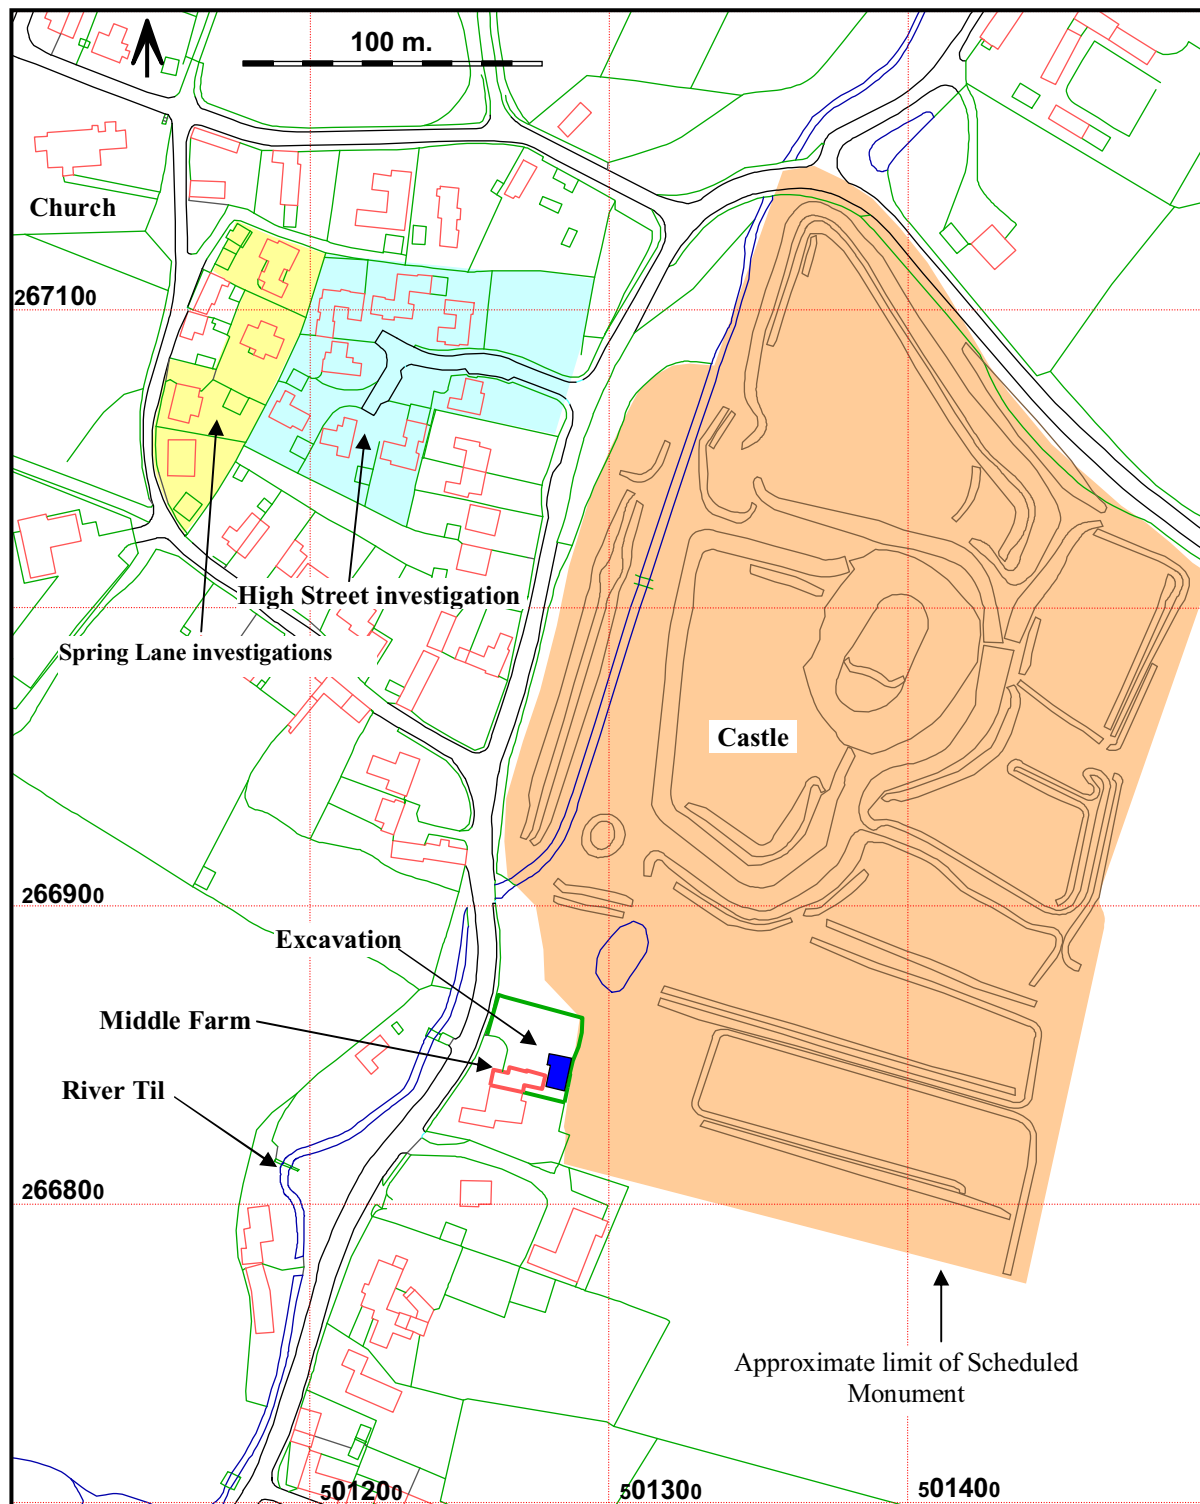 100 m.
Church
267100
High Street investigation
Spring Lane investigations
Castle
266900
Excavation
Middle Farm
River Til
266800
Approximate limit of Scheduled
Monument
501200
501300
501400